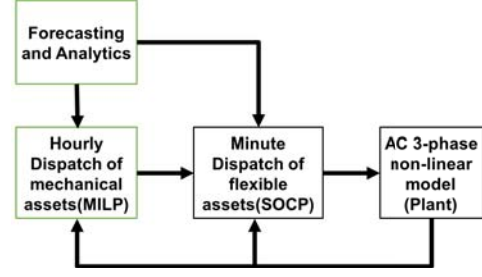 Forecasting
and Analytics
Hourly
Dispatch of
mechanical
assets(MILP)
Minute
Dispatch of
flexible
assets(SOCP)
AC 3-phase
non-linear
model
(Plant)